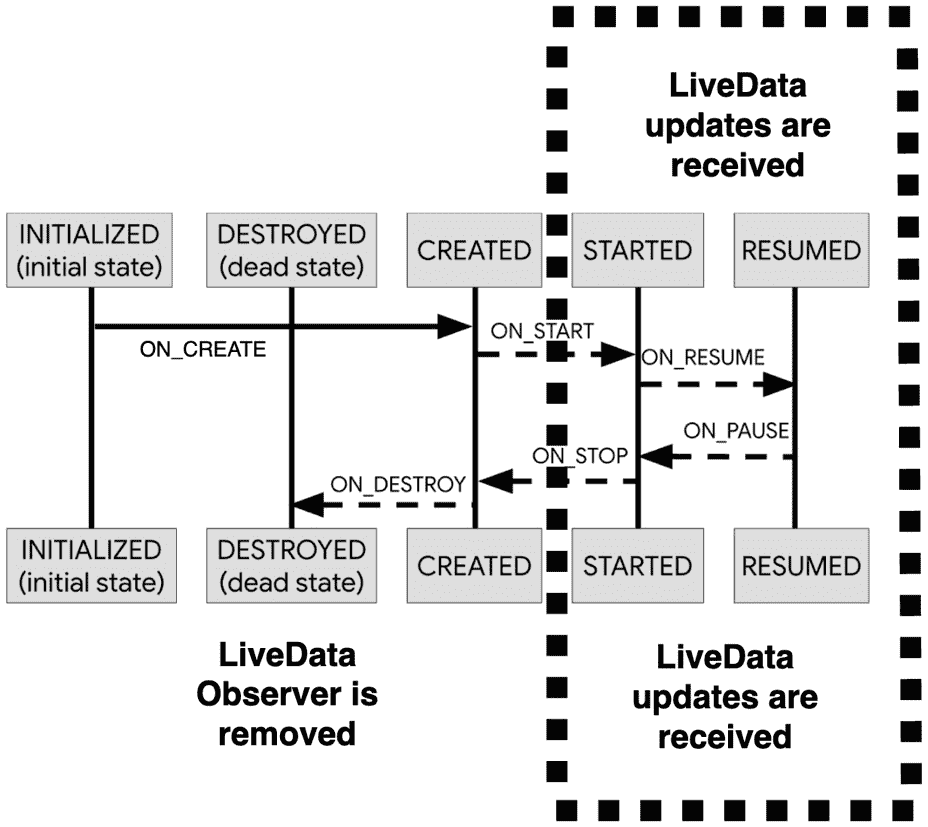 LiveData
updates are
received
INITIALIZED
(initial state)
DESTROYED
(dead state)
CREATED
STARTED
RESUMED
ON_CREATE
ON_START
ON_RESUME
ON_PAUSE
ON_STOP
ON_DESTROY
INITIALIZED
(initial state)
DESTROYED
(dead state)
CREATED
STARTED
RESUMED
LiveData
Observer is
removed
LiveData
updates are
received